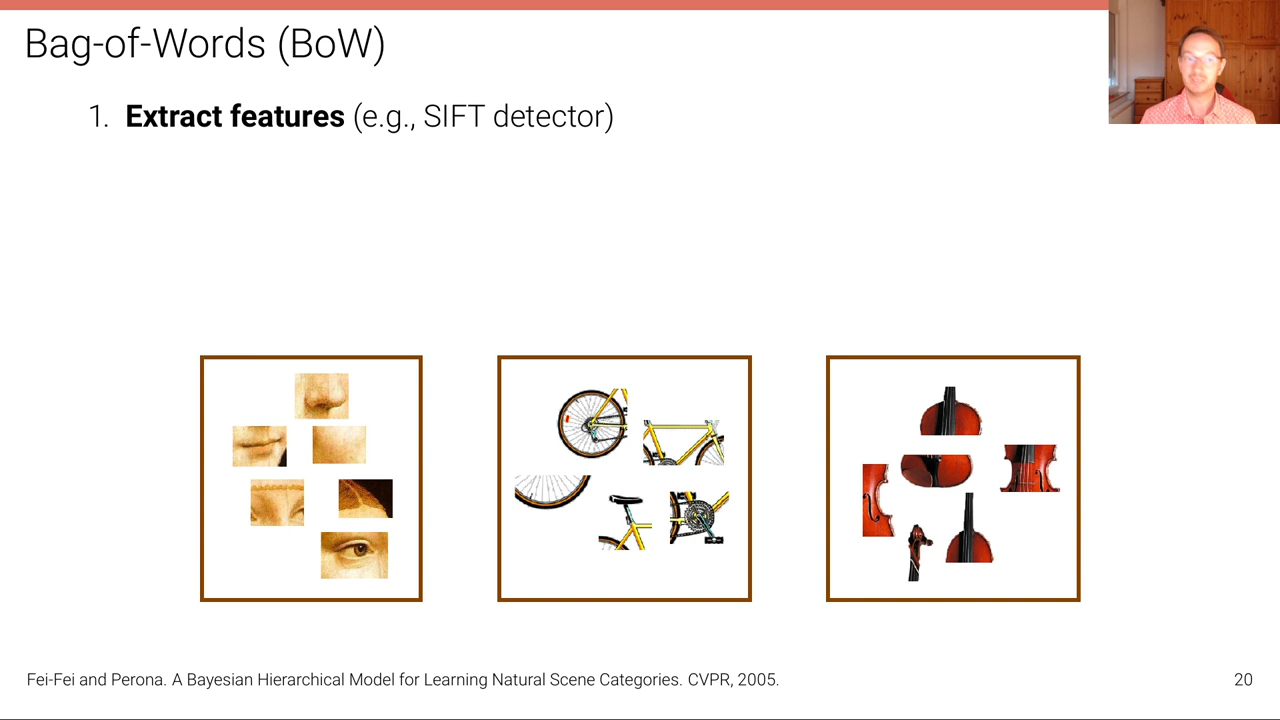 Bag-of-Words (BoW)
1. Extract features (e.g., SIFT detector)
Fei-Fei and Perona. A Bayesian Hierarchical Model for Learning Natural Scene Categories. CVPR, 2005.
20